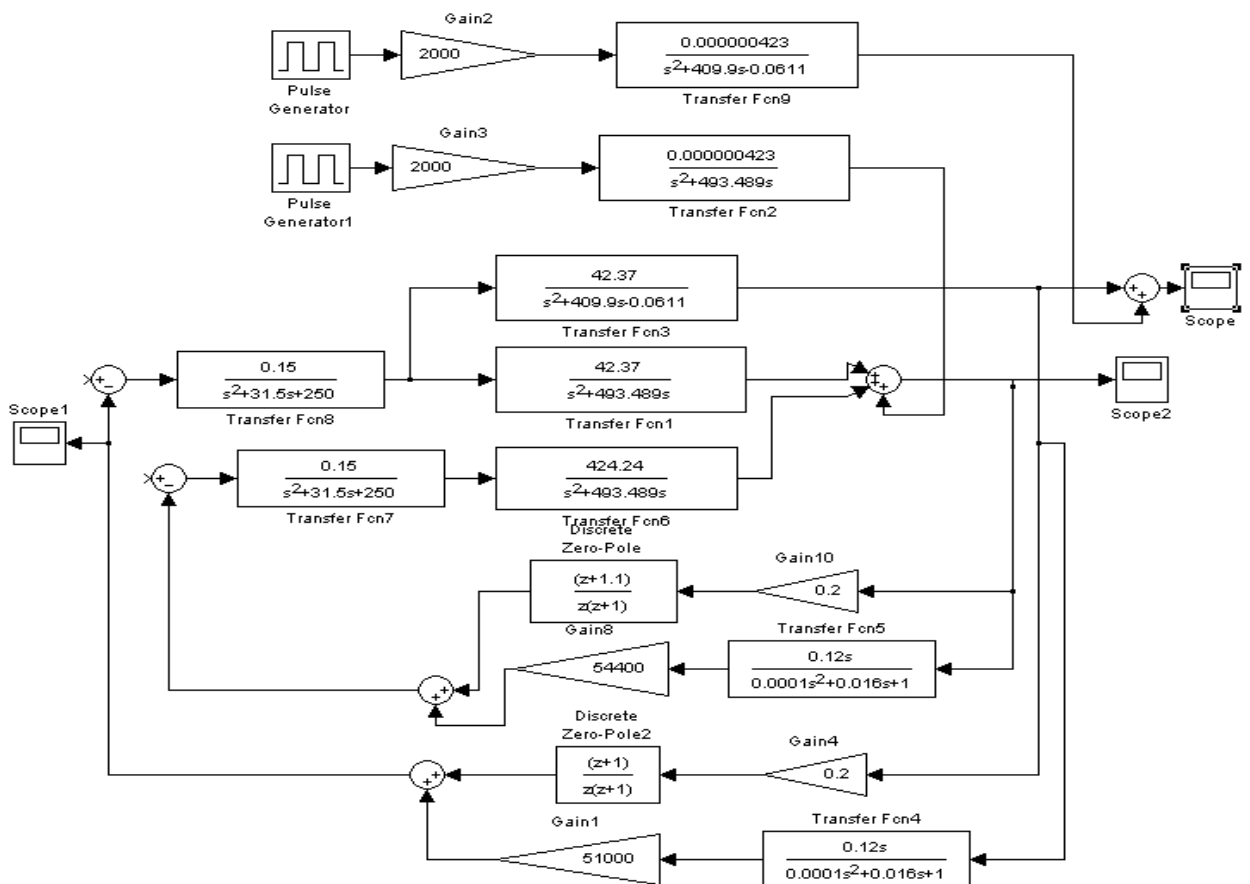 Gain2
2000
0.000000423
s2+409.9s-0.0611
Pulse
Generator
Transfer Fcn9
Gain3
2000
0.000000423
s2+493.489s
Pulse
Generator1
Transfer Fcn2
42.37
s2+409.9s-0.0611
Transfer Fcn3
+
+
Scope
0.15
s2+31.5s+250
Transfer Fcn8
42.37
s2+493.489s
Transfer Fcn1
+
-
+
+
+
Scope2
Scope1
0.15
s2+31.5s+250
Transfer Fcn7
424.24
s2+493.489s
Transfer Fcn6
+
-
Discrete
Zero-Pole
(z+1.1)
z(z+1)
Gain10
0.2
Gain8
54400
Transfer Fcn5
0.12s
0.0001s2+0.016s+1
+
+
Discrete
Zero-Pole2
(z+1)
z(z+1)
Gain4
0.2
+
+
Gain1
51000
Transfer Fcn4
0.12s
0.0001s2+0.016s+1